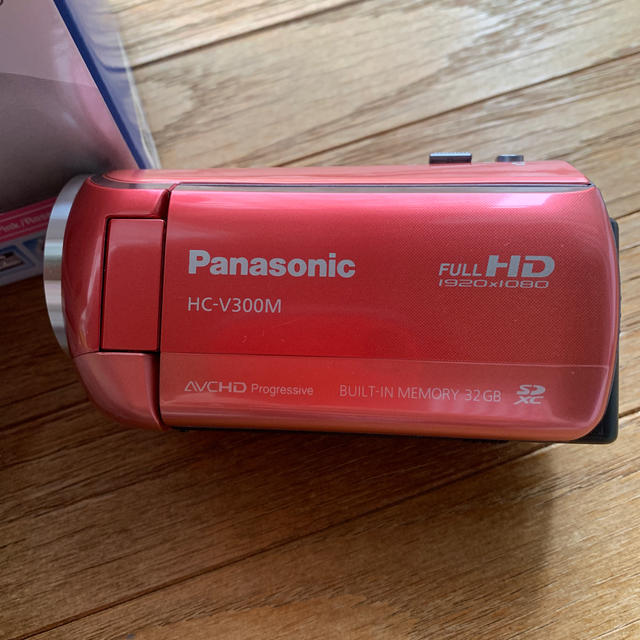 Panasonic
HC-V300M
FULL HD
1920x1080
AVCHD Progressive
BUILT-IN MEMORY 32GB
SD
XC